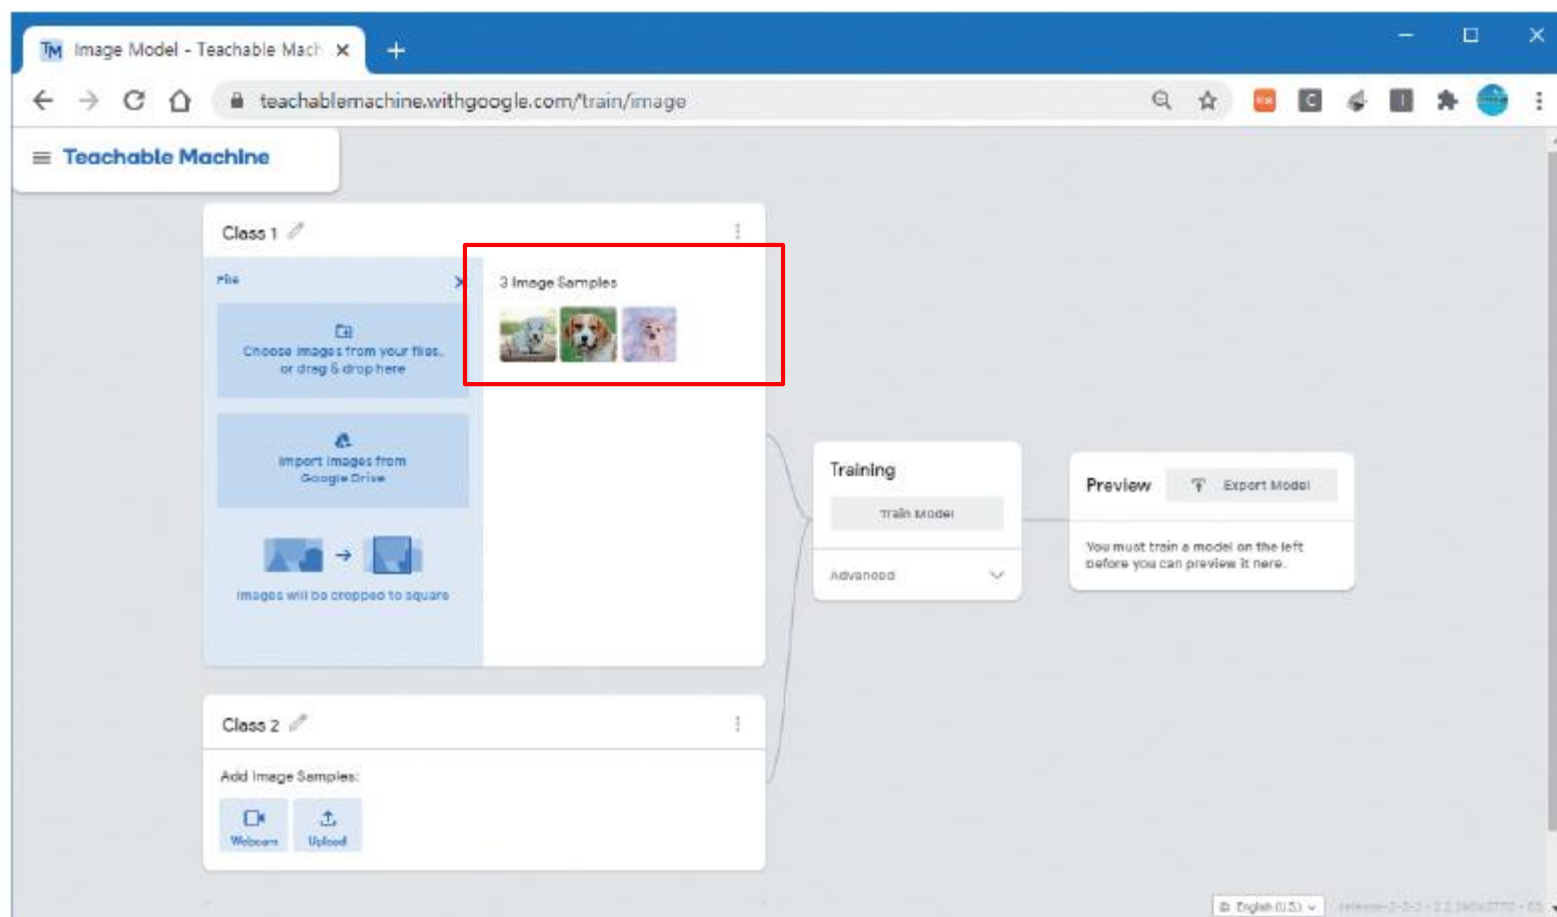 Image Model - Teachable Mach
teachablemachine.withgoogle.com/train/image
Teachable Machine
Class 1
File
3 Image Samples
Choose images from your files,
or drag & drop here
Import images from
Google Drive
Images will be cropped to square
Training
Train Model
Advanced
Preview
Export Model
You must train a model on the left
before you can preview it here.
Class 2
Add Image Samples:
Webcam
Upload
English (U.S.)